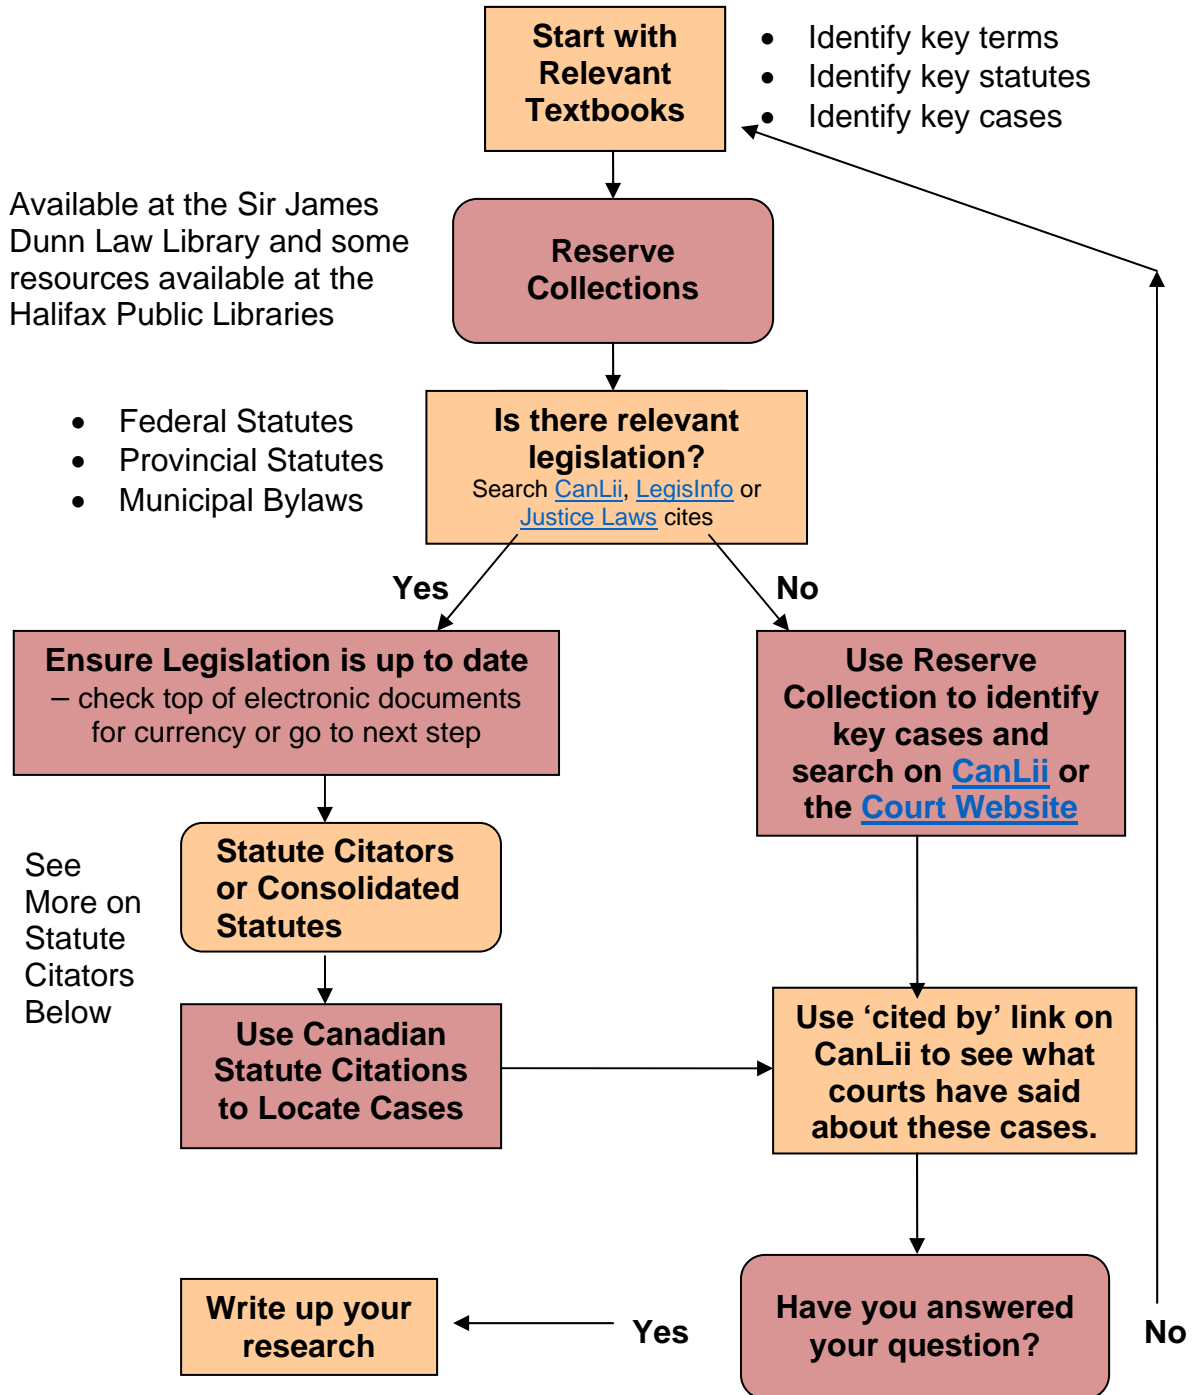 Start with
Relevant
Textbooks
• Identify key terms
• Identify key statutes
• Identify key cases
Available at the Sir James
Dunn Law Library and some
resources available at the
Halifax Public Libraries
Reserve
Collections
• Federal Statutes
• Provincial Statutes
• Municipal Bylaws
Is there relevant
legislation?
Search CanLii, LegisInfo or
Justice Laws cites
Yes
No
Ensure Legislation is up to date
– check top of electronic documents
for currency or go to next step
Use Reserve
Collection to identify
key cases and
search on CanLii or
the Court Website
See
More on
Statute
Citators
Below
Statute Citators
or Consolidated
Statutes
Use Canadian
Statute Citations
to Locate Cases
Use ‘cited by’ link on
CanLii to see what
courts have said
about these cases.
Write up your
research
Yes
Have you answered
your question?
No